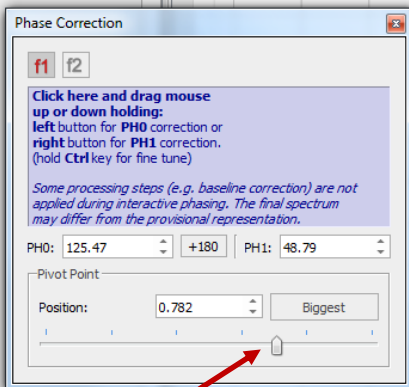 Phase Correction
f1 f2
Click here and drag mouse
up or down holding:
left button for PH0 correction or
right button for PH1 correction.
(hold Ctrl key for fine tune)
Some processing steps (e.g. baseline correction) are not
applied during interactive phasing. The final spectrum
may differ from the provisional representation.
PH0: 125.47 +180 PH1: 48.79
Pivot Point
Position: 0.782 Biggest